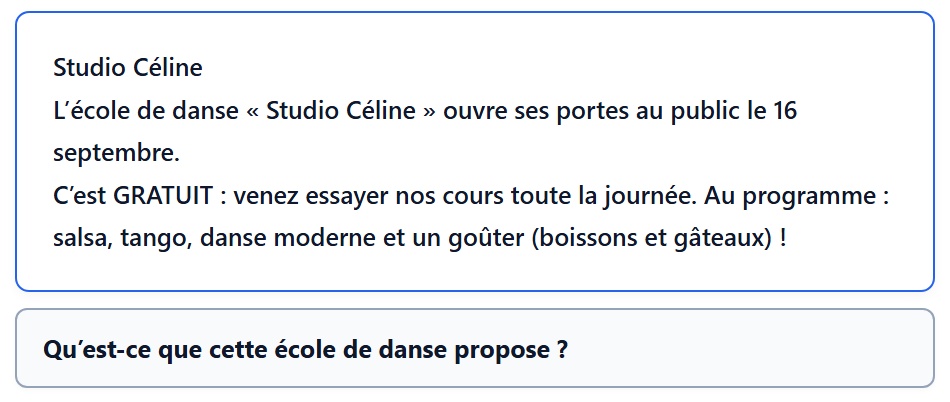 Studio Céline
L’école de danse « Studio Céline » ouvre ses portes au public le 16
septembre.
C’est GRATUIT : venez essayer nos cours toute la journée. Au programme :
salsa, tango, danse moderne et un goûter (boissons et gâteaux) !
Qu’est-ce que cette école de danse propose ?